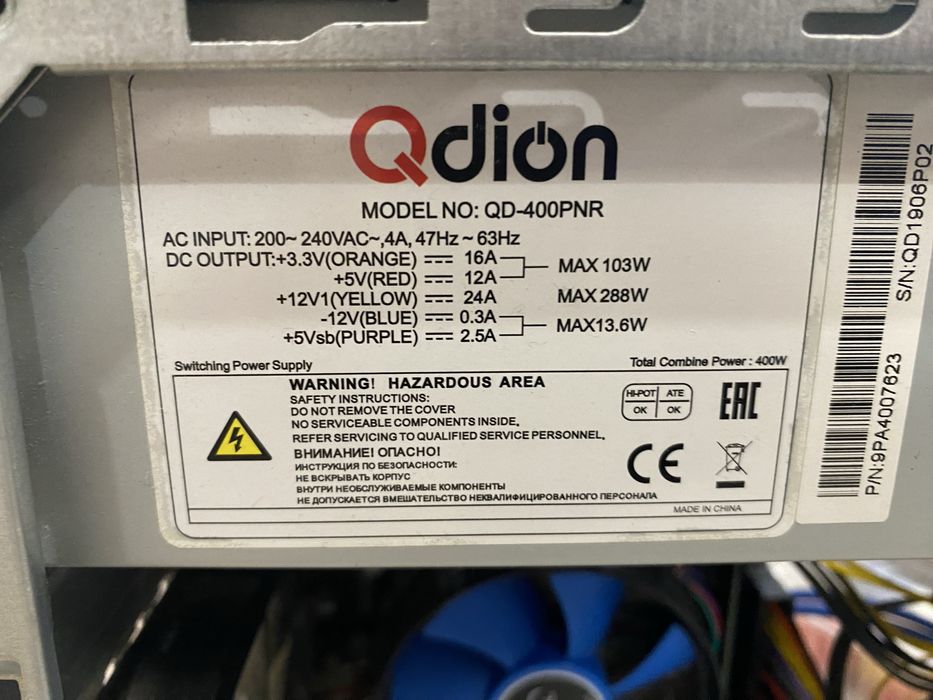 Qdion
MODEL NO: QD-400PNR
AC INPUT: 200~ 240VAC~,4A, 47Hz ~ 63Hz
DC OUTPUT:+3.3V(ORANGE) 16A
+5V(RED) 12A
MAX 103W
+12V1(YELLOW) 24A MAX 288W
-12V(BLUE) 0.3A
+5Vsb(PURPLE) 2.5A
MAX13.6W
Switching Power Supply Total Combine Power : 400W
WARNING! HAZARDOUS AREA
SAFETY INSTRUCTIONS:
DO NOT REMOVE THE COVER
NO SERVICEABLE COMPONENTS INSIDE.
REFER SERVICING TO QUALIFIED SERVICE PERSONNEL.
ВНИМАНИЕ! ОПАСНО!
ИНСТРУКЦИЯ ПО БЕЗОПАСНОСТИ:
НЕ ВСКРЫВАТЬ КОРПУС
ВНУТРИ НЕОБСЛУЖИВАЕМЫЕ КОМПОНЕНТЫ
НЕ ДОПУСКАЕТСЯ ВМЕШАТЕЛЬСТВО НЕКВАЛИФИЦИРОВАННОГО ПЕРСОНАЛА
HI-POT ATE
OK OK
EAC
CE
MADE IN CHINA
P/N:9PA4007623
S/N:QD1906P02